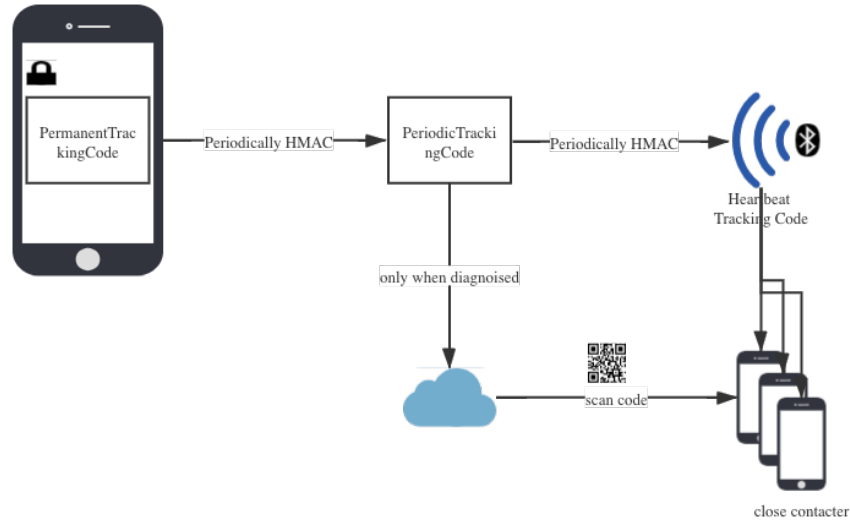 PermanentTrac
kingCode
Periodically HMAC
PeriodicTracki
ngCode
Periodically HMAC
Heartbeat
Tracking Code
only when diagnoised
scan code
close contacter